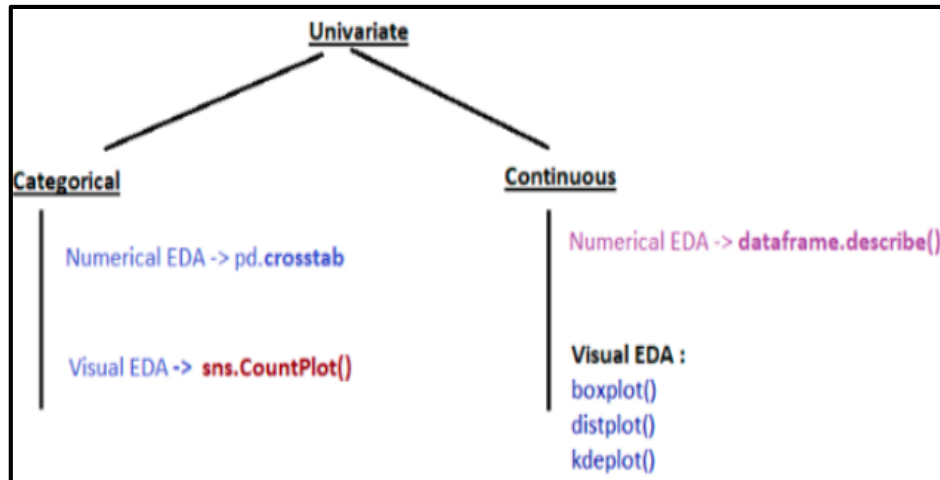 Univariate
Categorical
Numerical EDA -> pd.crosstab
Visual EDA -> sns.CountPlot()
Continuous
Numerical EDA -> dataframe.describe()
Visual EDA :
boxplot()
distplot()
kdeplot()